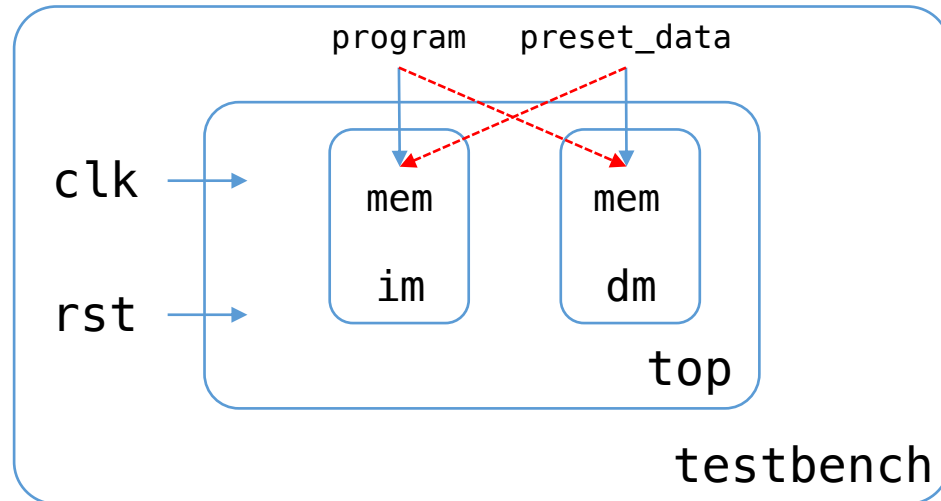 program preset_data
clk mem mem
im dm
rst
top
testbench